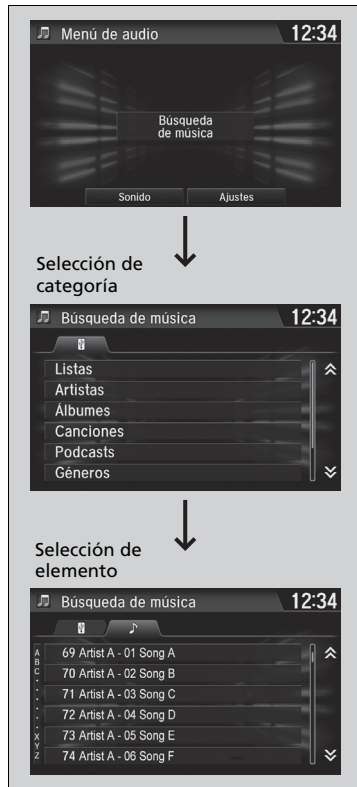 Menú de audio 12:34
Búsqueda
de música
Sonido Ajustes
Selección de
categoría
Búsqueda de música 12:34
Listas
Artistas
Álbumes
Canciones
Podcasts
Géneros
Selección de
elemento
Búsqueda de música 12:34
A
B
C
X
Y
Z
69 Artist A - 01 Song A
70 Artist A - 02 Song B
71 Artist A - 03 Song C
72 Artist A - 04 Song D
73 Artist A - 05 Song E
74 Artist A - 06 Song F